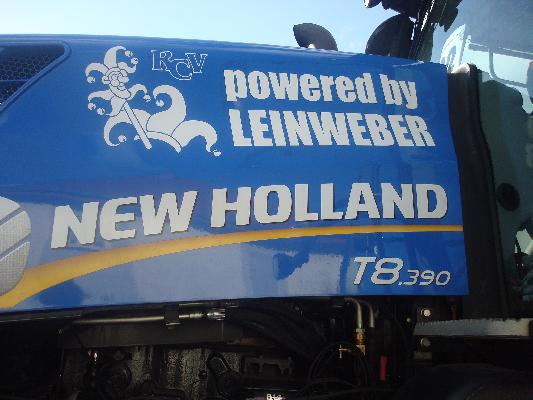 RCV
powered by
LEINWEBER
NEW HOLLAND
T8.390